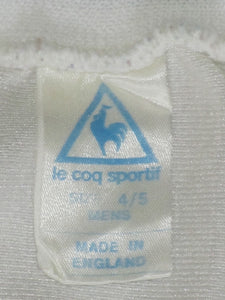 le coq sportif
SIZE 4/5
MENS
MADE IN
ENGLAND